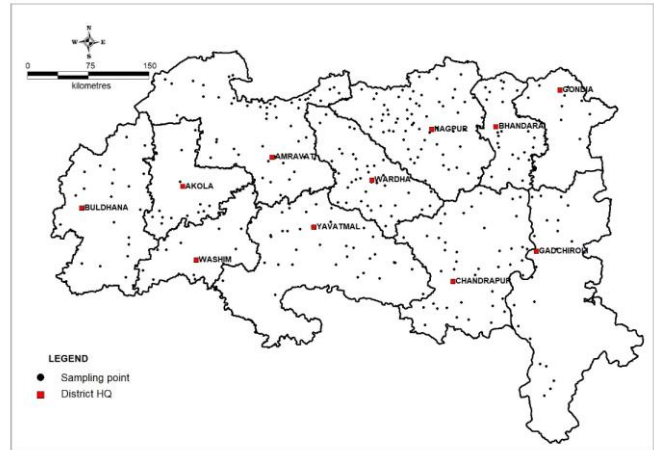 N
W E
S
0 75 150
kilometres
GONDIA
NAGPUR
BHANDARA
AMRAVATI
WARDHA
AKOLA
BULDHANA
YAVATMAL
GADCHIROLI
WASHIM
CHANDRAPUR
LEGEND
Sampling point
District HQ